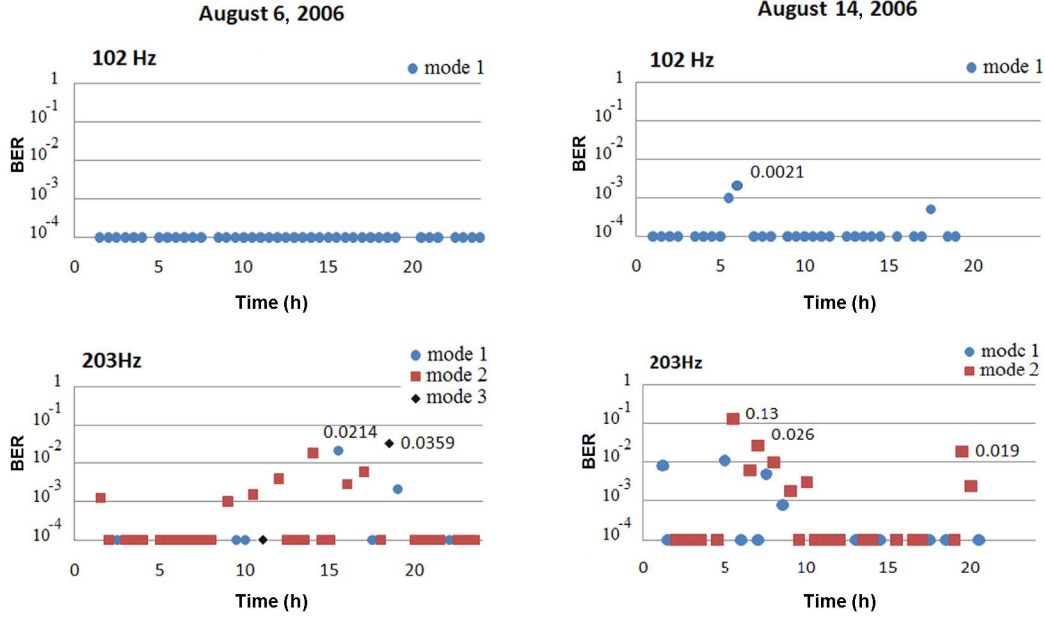 August 6, 2006
102 Hz
mode 1
1
10-1
10-2
10-3
10-4
BER
0 5 10 15 20
Time (h)
August 14, 2006
102 Hz
mode 1
1
10-1
10-2
10-3
10-4
BER
0.0021
0 5 10 15 20
Time (h)
203Hz
mode 1
mode 2
mode 3
1
10-1
10-2
10-3
10-4
BER
0.0214
0.0359
0 5 10 15 20
Time (h)
203Hz
modc 1
mode 2
1
10-1
10-2
10-3
10-4
BER
0.13
0.026
0.019
0 5 10 15 20
Time (h)